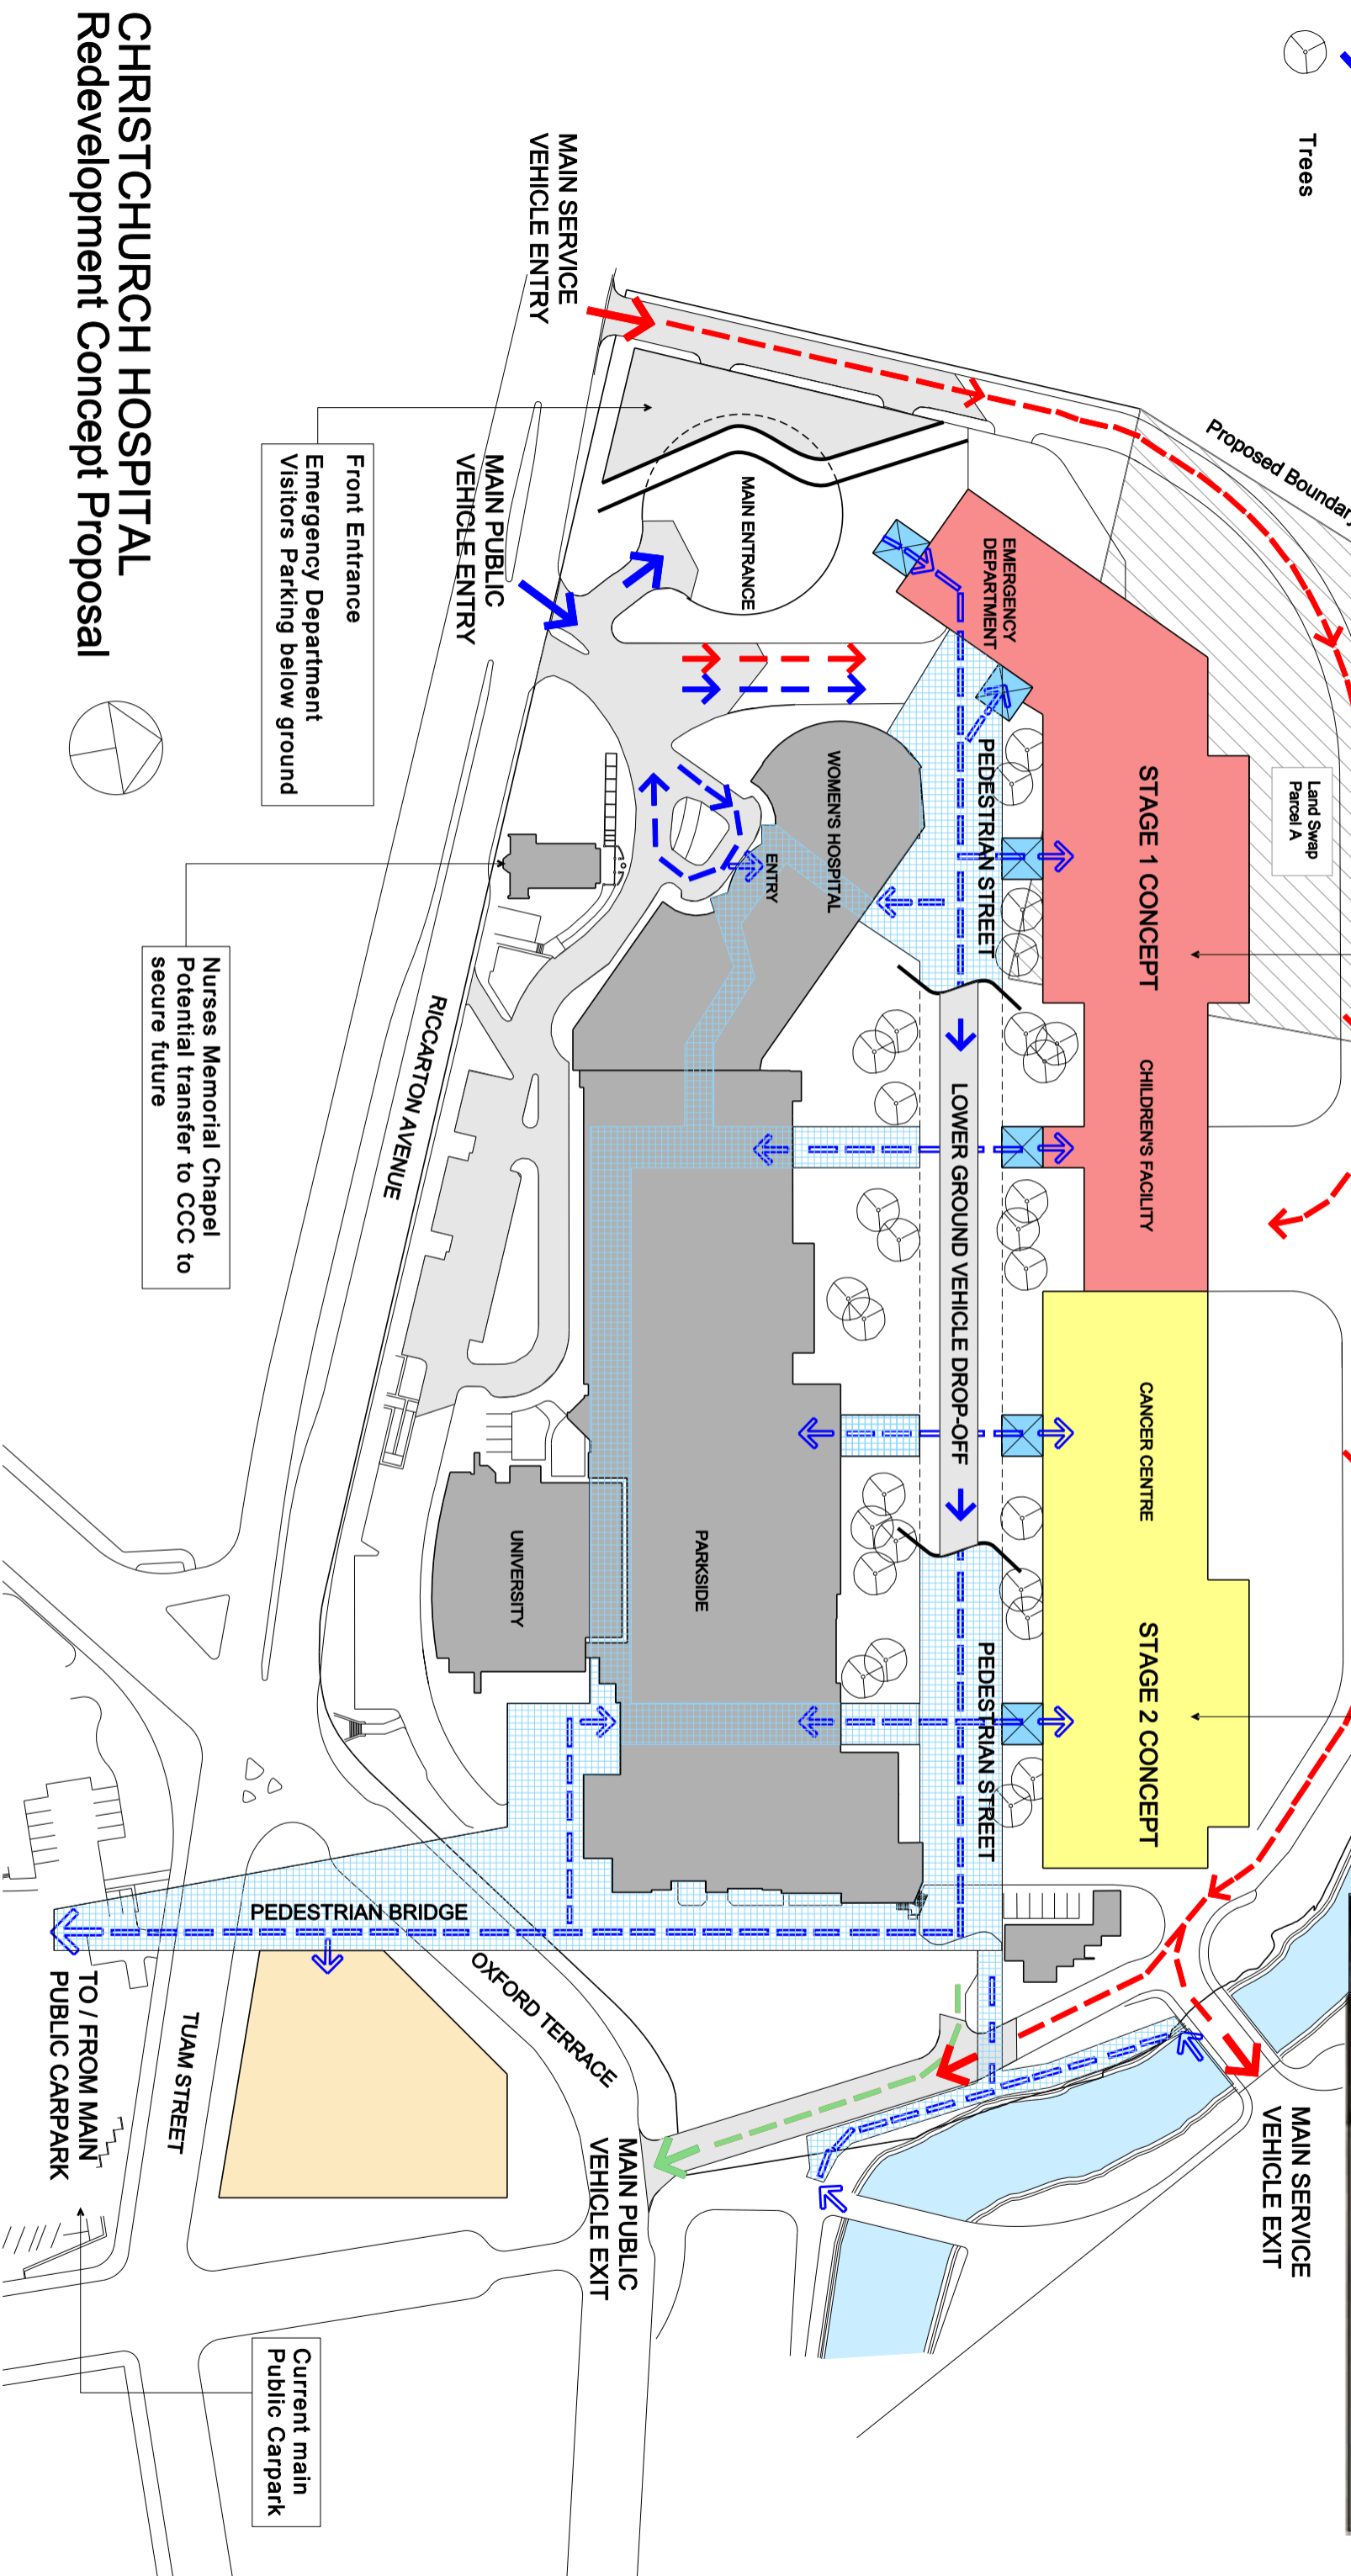 Trees
Proposed Boundary
Land Swap
Parcel A
STAGE 1 CONCEPT
CHILDREN'S FACILITY
CANCER CENTRE
STAGE 2 CONCEPT
EMERGENCY
DEPARTMENT
PEDESTRIAN STREET
LOWER GROUND VEHICLE DROP-OFF
PEDESTRIAN STREET
MAIN SERVICE
VEHICLE EXIT
MAIN ENTRANCE
WOMEN'S HOSPITAL
ENTRY
PARKSIDE
UNIVERSITY
MAIN SERVICE
VEHICLE ENTRY
MAIN PUBLIC
VEHICLE ENTRY
MAIN PUBLIC
VEHICLE EXIT
RICCARTON AVENUE
OXFORD TERRACE
PEDESTRIAN BRIDGE
TUAM STREET
TO / FROM MAIN
PUBLIC CARPARK
Front Entrance
Emergency Department
Visitors Parking below ground
Nurses Memorial Chapel
Potential transfer to CCC to
secure future
Current main
Public Carpark
CHRISTCHURCH HOSPITAL
Redevelopment Concept Proposal